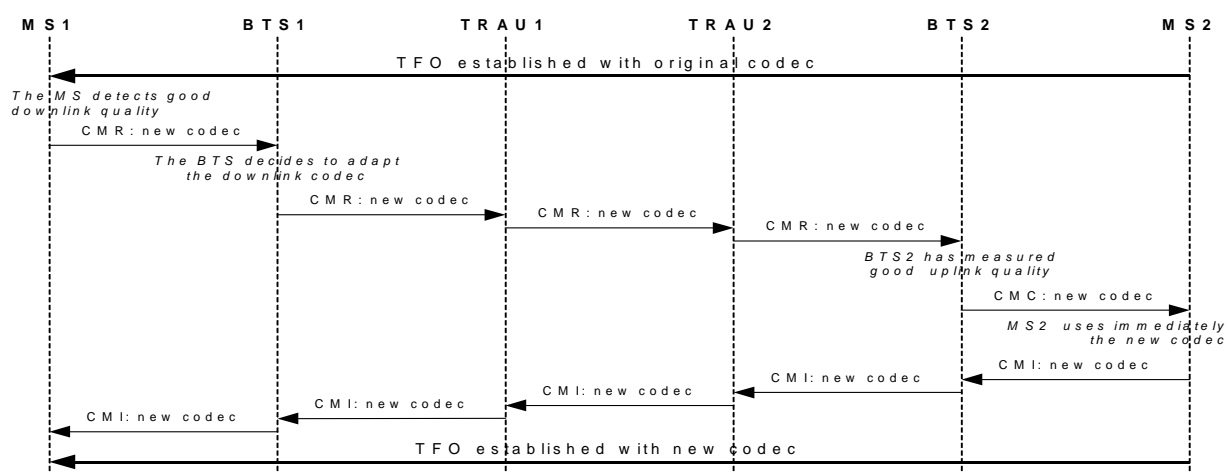 MS1 BTS1 TRAU1 TRAU2 BTS2 MS2
TFO established with original codec
The MS detects good
downlink quality
CMR: new codec
The BTS decides to adapt
the downlink codec
CMR: new codec
CMR: new codec
CMR: new codec
BTS2 has measured
good uplink quality
CMC: new codec
MS2 uses immediately
the new codec
CMI: new codec
CMI: new codec
CMI: new codec
CMI: new codec
CMI: new codec
TFO established with new codec